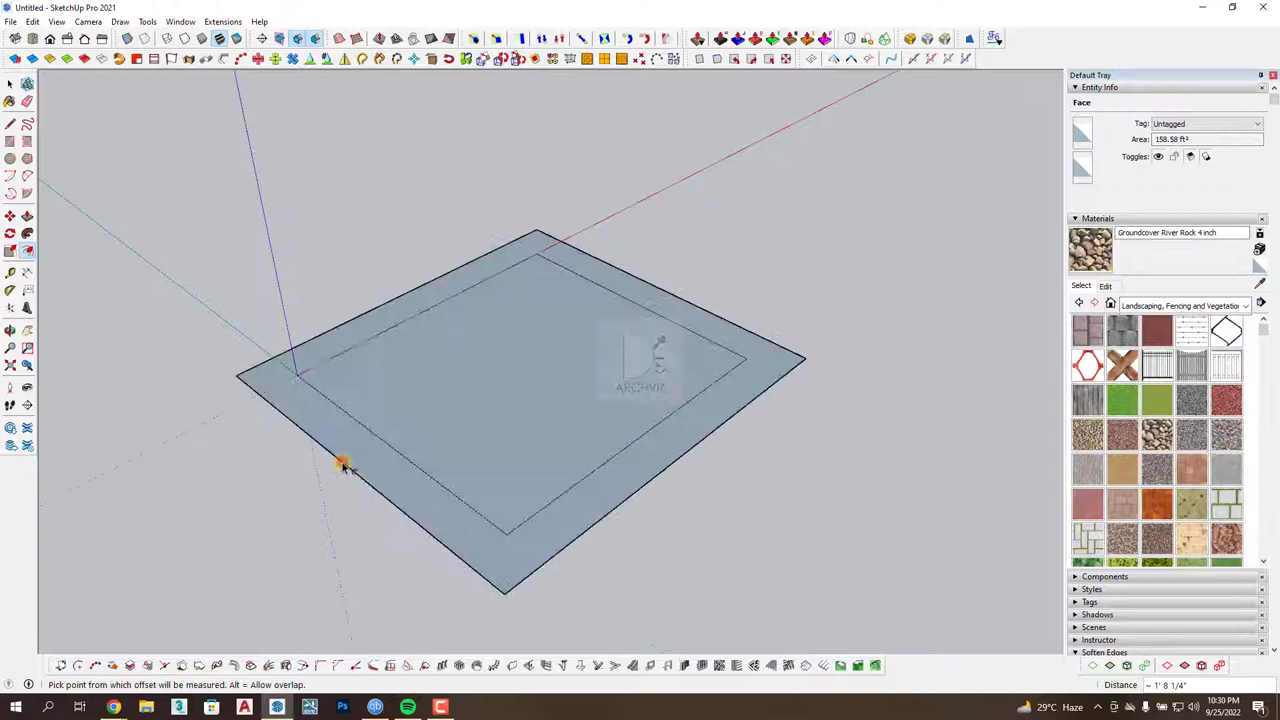 Untitled - SketchUp Pro 2021
File Edit View Camera Draw Tools Window Extensions Help
Default Tray
Entity Info
Face
Tag: Untagged
Area: 158.58 ft²
Toggles:
Materials
Groundcover River Rock 4 inch
Select Edit
Landscaping, Fencing and Vegetation
ARCHVIZ
Components
Styles
Tags
Shadows
Scenes
Instructor
Soften Edges
Pick point from which offset will be measured. Alt = Allow overlap.
Distance ~ 1' 8 1/4"
29°C Haze
10:30 PM
9/25/2022